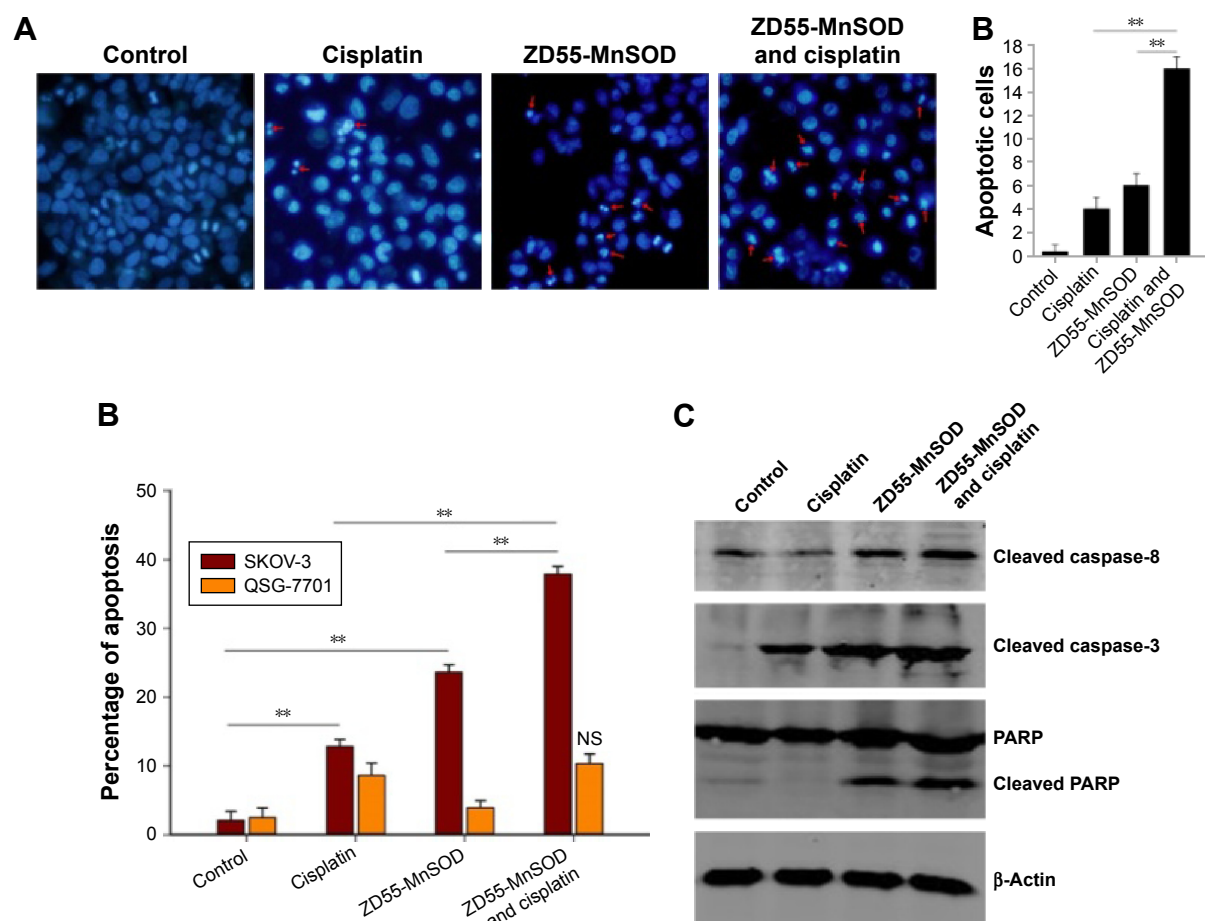 A
Control
Cisplatin
ZD55-MnSOD
ZD55-MnSOD
and cisplatin
B
Apoptotic cells
18
16
14
12
10
8
6
4
2
0
**
**
Control
Cisplatin
ZD55-MnSOD
Cisplatin and
ZD55-MnSOD
B
Percentage of apoptosis
50
40
30
20
10
0
SKOV-3
QSG-7701
**
**
**
**
NS
Control
Cisplatin
ZD55-MnSOD
ZD55-MnSOD
and cisplatin
C
Control
Cisplatin
ZD55-MnSOD
ZD55-MnSOD
and cisplatin
Cleaved caspase-8
Cleaved caspase-3
PARP
Cleaved PARP
β-Actin